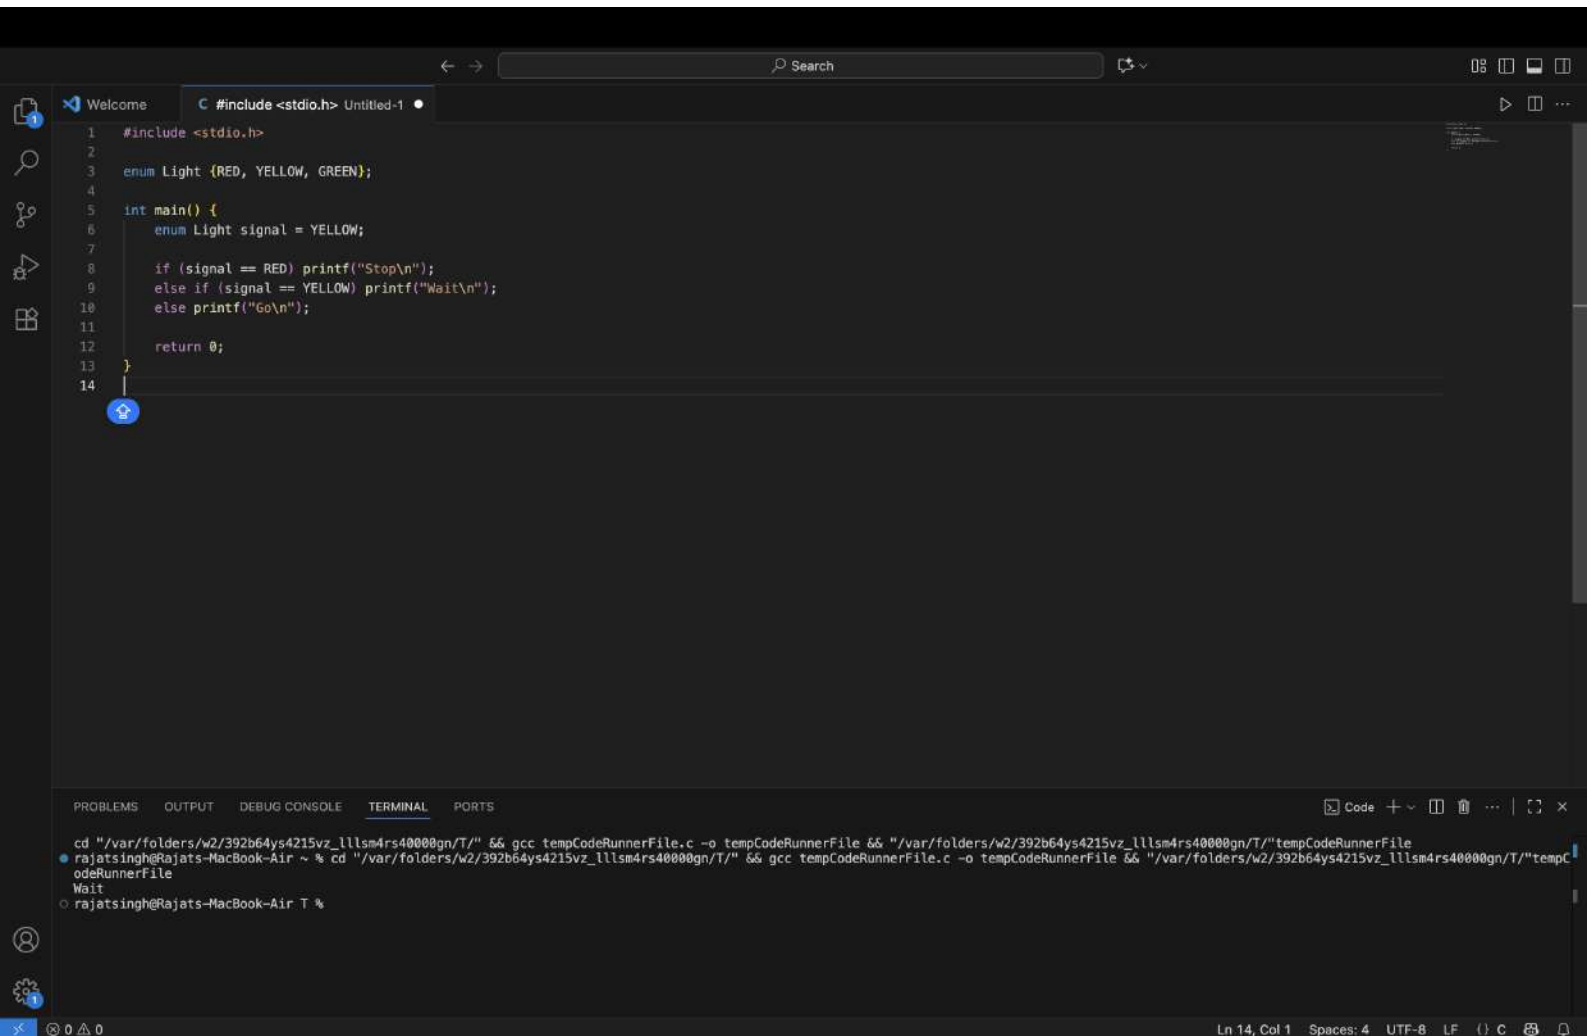 Search
Welcome
C #include <stdio.h> Untitled-1
1 #include <stdio.h>
2
3 enum Light {RED, YELLOW, GREEN};
4
5 int main() {
6 enum Light signal = YELLOW;
7
8 if (signal == RED) printf("Stop\n");
9 else if (signal == YELLOW) printf("Wait\n");
10 else printf("Go\n");
11
12 return 0;
13 }
14
1
PROBLEMS OUTPUT DEBUG CONSOLE TERMINAL PORTS
Code
cd "/var/folders/w2/392b64ys4215vz_lllsm4rs40000gn/T/" && gcc tempCodeRunnerFile.c -o tempCodeRunnerFile && "/var/folders/w2/392b64ys4215vz_lllsm4rs40000gn/T/"tempCodeRunnerFile
rajatsingh@Rajats-MacBook-Air ~ % cd "/var/folders/w2/392b64ys4215vz_lllsm4rs40000gn/T/" && gcc tempCodeRunnerFile.c -o tempCodeRunnerFile && "/var/folders/w2/392b64ys4215vz_lllsm4rs40000gn/T/"tempC
odeRunnerFile
Wait
rajatsingh@Rajats-MacBook-Air T %
1
0 0
Ln 14, Col 1 Spaces: 4 UTF-8 LF {} C